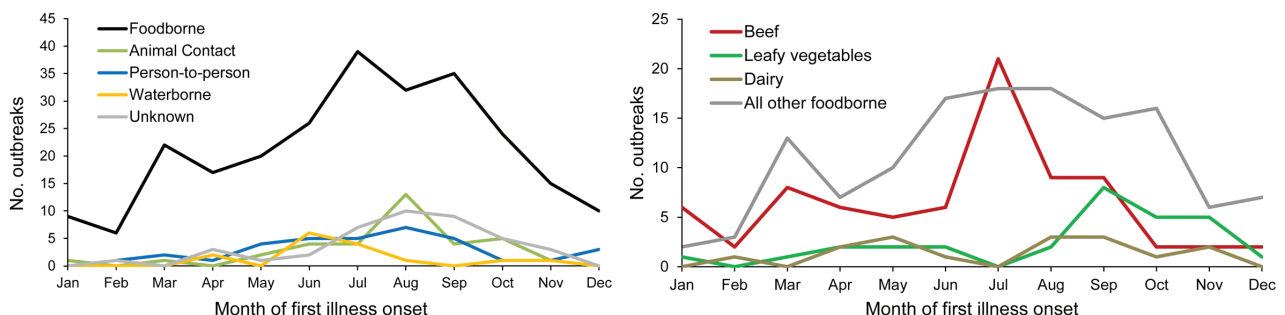 No. outbreaks
45
40
35
30
25
20
15
10
5
0
Foodborne
Animal Contact
Person-to-person
Waterborne
Unknown
Jan Feb Mar Apr May Jun Jul Aug Sep Oct Nov Dec
Month of first illness onset
No. outbreaks
25
20
15
10
5
0
Beef
Leafy vegetables
Dairy
All other foodborne
Jan Feb Mar Apr May Jun Jul Aug Sep Oct Nov Dec
Month of first illness onset